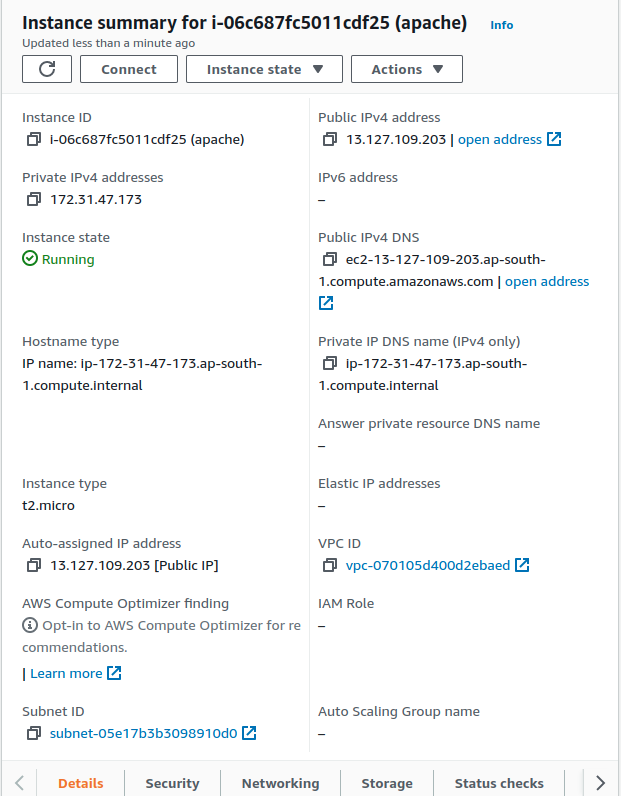 Instance summary for i-06c687fc5011cdf25 (apache) Info
Updated less than a minute ago
Connect Instance state Actions
Instance ID
i-06c687fc5011cdf25 (apache)
Public IPv4 address
13.127.109.203 | open address
Private IPv4 addresses
172.31.47.173
IPv6 address
–
Instance state
Running
Public IPv4 DNS
ec2-13-127-109-203.ap-south-
1.compute.amazonaws.com | open address
Hostname type
IP name: ip-172-31-47-173.ap-south-
1.compute.internal
Private IP DNS name (IPv4 only)
ip-172-31-47-173.ap-south-
1.compute.internal
Answer private resource DNS name
–
Instance type
t2.micro
Elastic IP addresses
–
Auto-assigned IP address
13.127.109.203 [Public IP]
VPC ID
vpc-070105d400d2ebaed
AWS Compute Optimizer finding
Opt-in to AWS Compute Optimizer for re
commendations.
| Learn more
IAM Role
–
Subnet ID
subnet-05e17b3b3098910d0
Auto Scaling Group name
–
Details Security Networking Storage Status checks